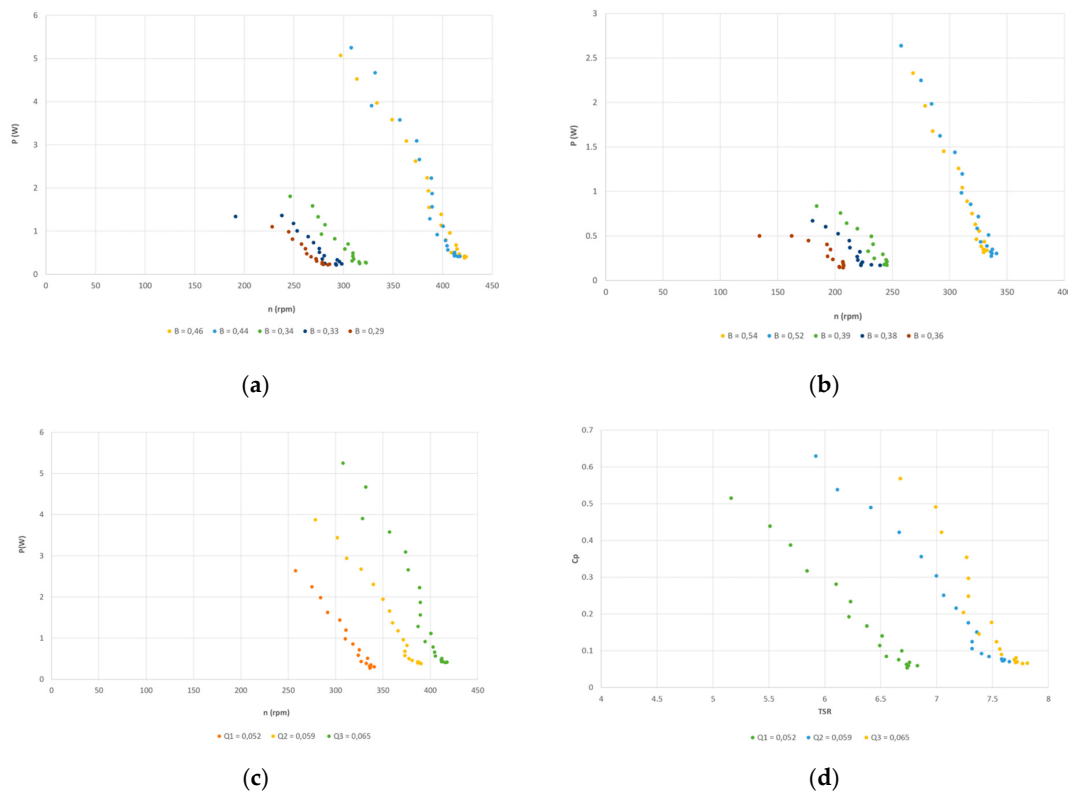 6
5
4
3
2
1
0
P (W)
0 50 100 150 200 250 300 350 400 450
n (rpm)
B = 0,46 B = 0,44 B = 0,34 B = 0,33 B = 0,29
(a)
3
2.5
2
1.5
1
0.5
0
P (W)
0 50 100 150 200 250 300 350 400
n (rpm)
B = 0,54 B = 0,52 B = 0,39 B = 0,38 B = 0,36
(b)
6
5
4
3
2
1
0
P(W)
0 50 100 150 200 250 300 350 400 450
n (rpm)
Q1 = 0,052 Q2 = 0,059 Q3 = 0,065
(c)
0.7
0.6
0.5
0.4
0.3
0.2
0.1
0
Cp
4 4.5 5 5.5 6 6.5 7 7.5 8
TSR
Q1 = 0,052 Q2 = 0,059 Q3 = 0,065
(d)